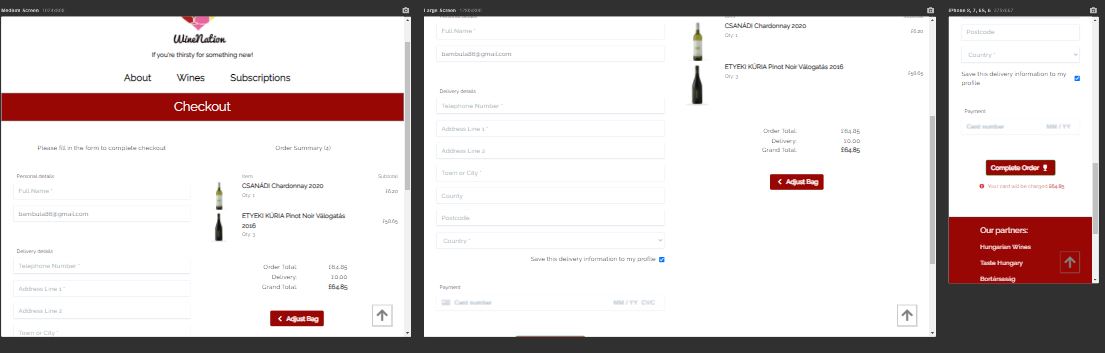 Medium Screen 1024x800
WineNation
If you're thirsty for something new!
About Wines Subscriptions
Checkout
Please fill in the form to complete checkout
Order Summary (4)
Personal details
Full Name *
bambula86@gmail.com
Delivery details
Telephone Number *
Address Line 1 *
Address Line 2
Town or City *
Item Subtotal
CSANÁDI Chardonnay 2020
Qty: 1
£6.20
ETYEKI KÚRIA Pinot Noir Válogatás
2016
Qty: 3
£58.65
Order Total: £64.85
Delivery: £0.00
Grand Total: £64.85
Adjust Bag
Large Screen 1280x800
Personal details
Full Name *
bambula86@gmail.com
Delivery details
Telephone Number *
Address Line 1 *
Address Line 2
Town or City *
County
Postcode
Country *
Save this delivery information to my profile
Payment
Card number MM / YY CVC
Item Subtotal
CSANÁDI Chardonnay 2020
Qty: 1
£6.20
ETYEKI KÚRIA Pinot Noir Válogatás 2016
Qty: 3
£58.65
Order Total: £64.85
Delivery: £0.00
Grand Total: £64.85
Adjust Bag
iPhone 8, 7, 6S, 6 375x667
Postcode
Country *
Save this delivery information to my
profile
Payment
Card number MM / YY
Complete Order
Your card will be charged £64.85
Our partners:
Hungarian Wines
Taste Hungary
Bortársaság